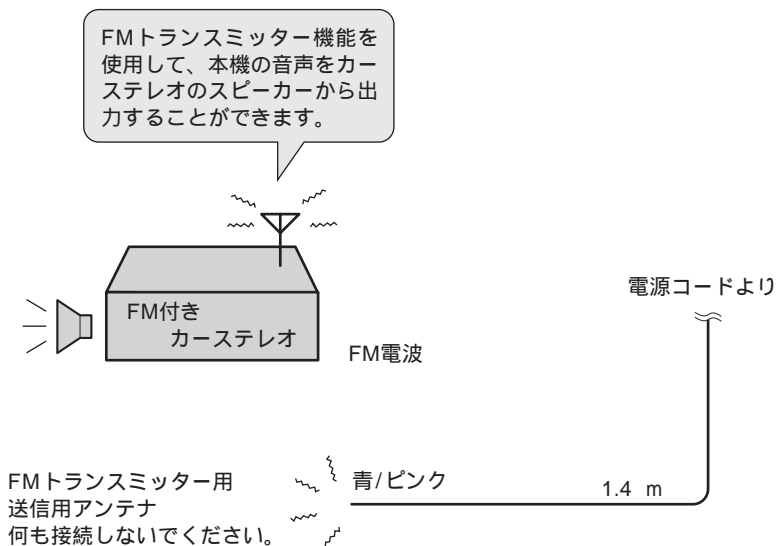 FMトランスミッター機能を
使用して、本機の音声をカー
ステレオのスピーカーから出
力することができます。
電源コードより
FM付き
カーステレオ
FM電波
FMトランスミッター用
送信用アンテナ
何も接続しないでください。
青/ピンク
1.4 m